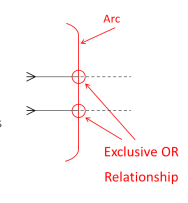 Arc
s
Exclusive OR
Relationship